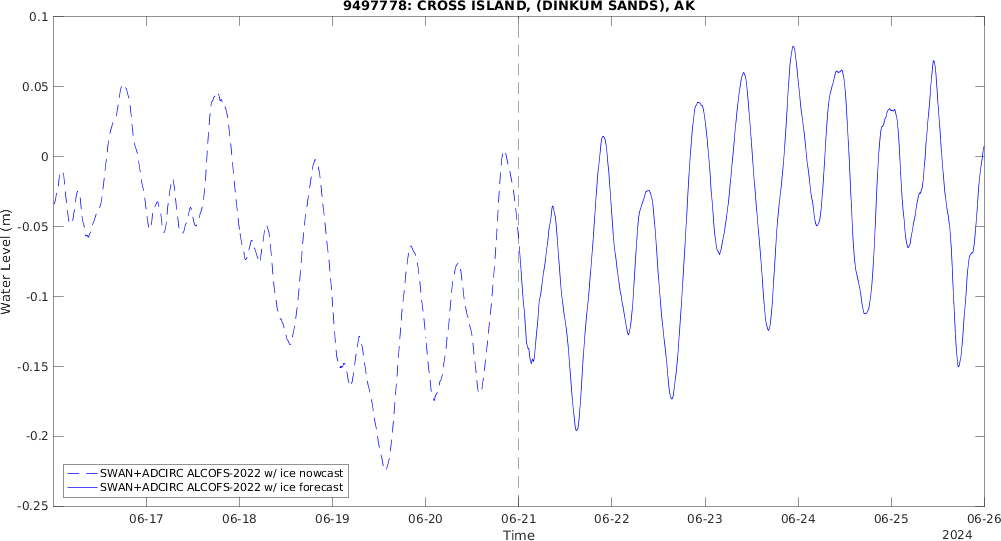 9497778: CROSS ISLAND, (DINKUM SANDS), AK
Water Level (m)
0.1
0.05
0
-0.05
-0.1
-0.15
-0.2
-0.25
SWAN+ADCIRC ALCOFS-2022 w/ ice nowcast
SWAN+ADCIRC ALCOFS-2022 w/ ice forecast
06-17 06-18 06-19 06-20 06-21 06-22 06-23 06-24 06-25 06-26
Time
2024